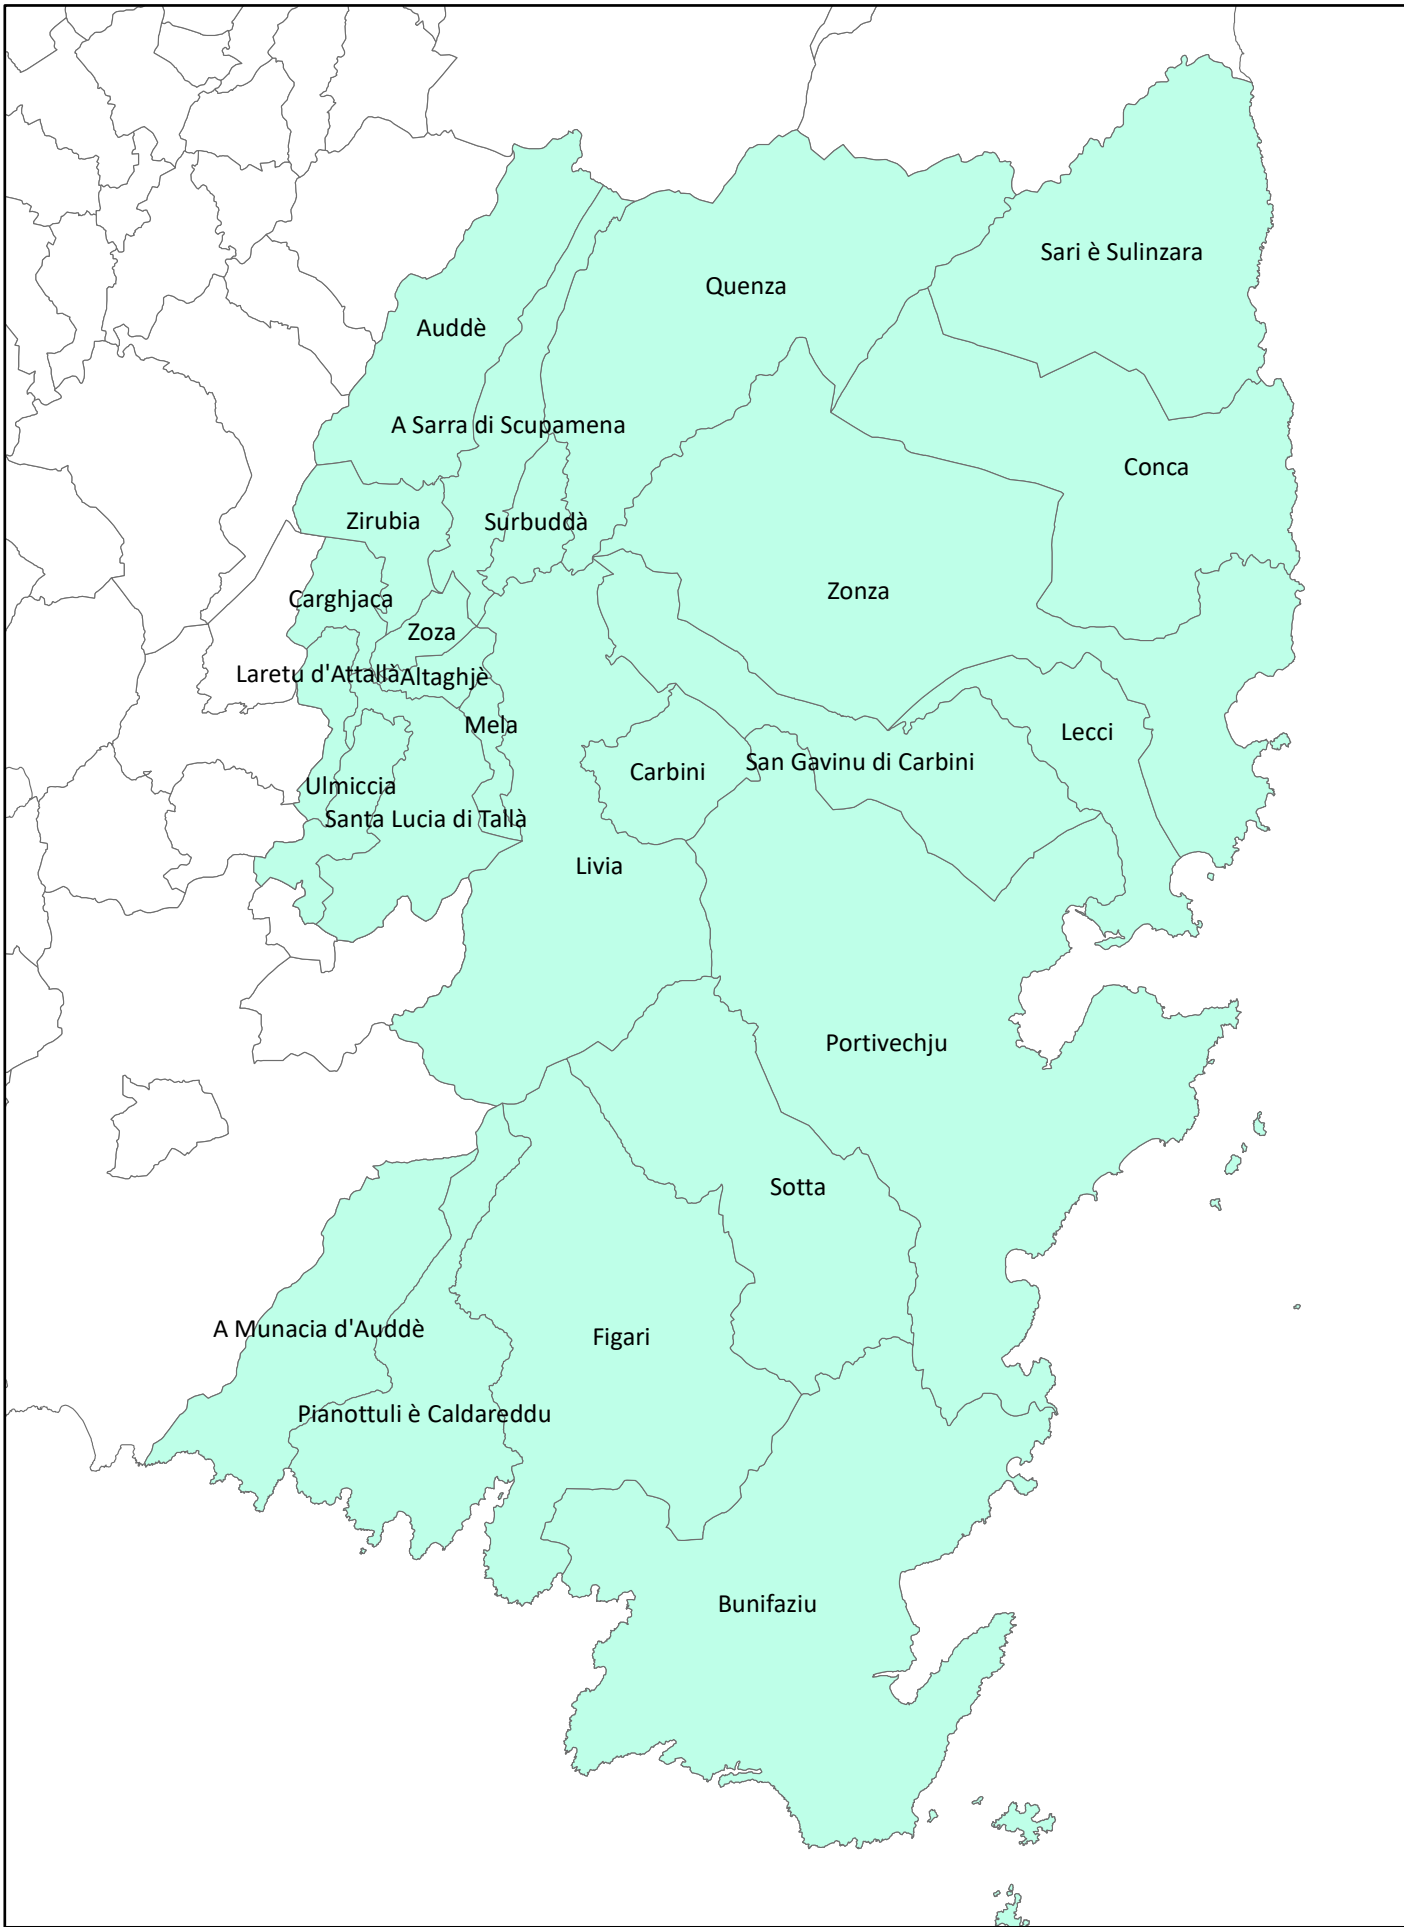 Sari è Sulinzara
Quenza
Auddè
A Sarra di Scupamena
Conca
Zirubia
Surbuddà
Zonza
Carghjaca
Zoza
Laretu d'Attallà
Altaghjè
Mela
Lecci
San Gavinu di Carbini
Carbini
Ulmiccia
Santa Lucia di Tallà
Livia
Portivechju
Sotta
A Munacia d'Auddè
Figari
Pianottuli è Caldareddu
Bunifaziu